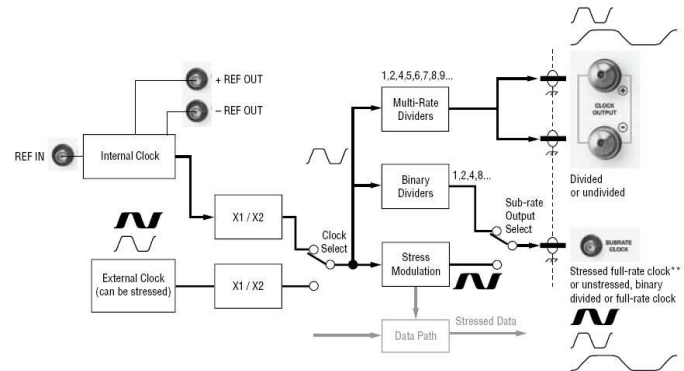 + REF OUT
– REF OUT
REF IN
Internal Clock
X1 / X2
External Clock
(can be stressed)
X1 / X2
Clock
Select
1,2,4,5,6,7,8,9...
Multi-Rate
Dividers
Binary
Dividers
1,2,4,8...
Sub-rate
Output
Select
Stress
Modulation
Data Path
Stressed Data
+
CLOCK
OUTPUT
–
Divided
or undivided
SUBRATE
CLOCK
Stressed full-rate clock**
or unstressed, binary
divided or full-rate clock